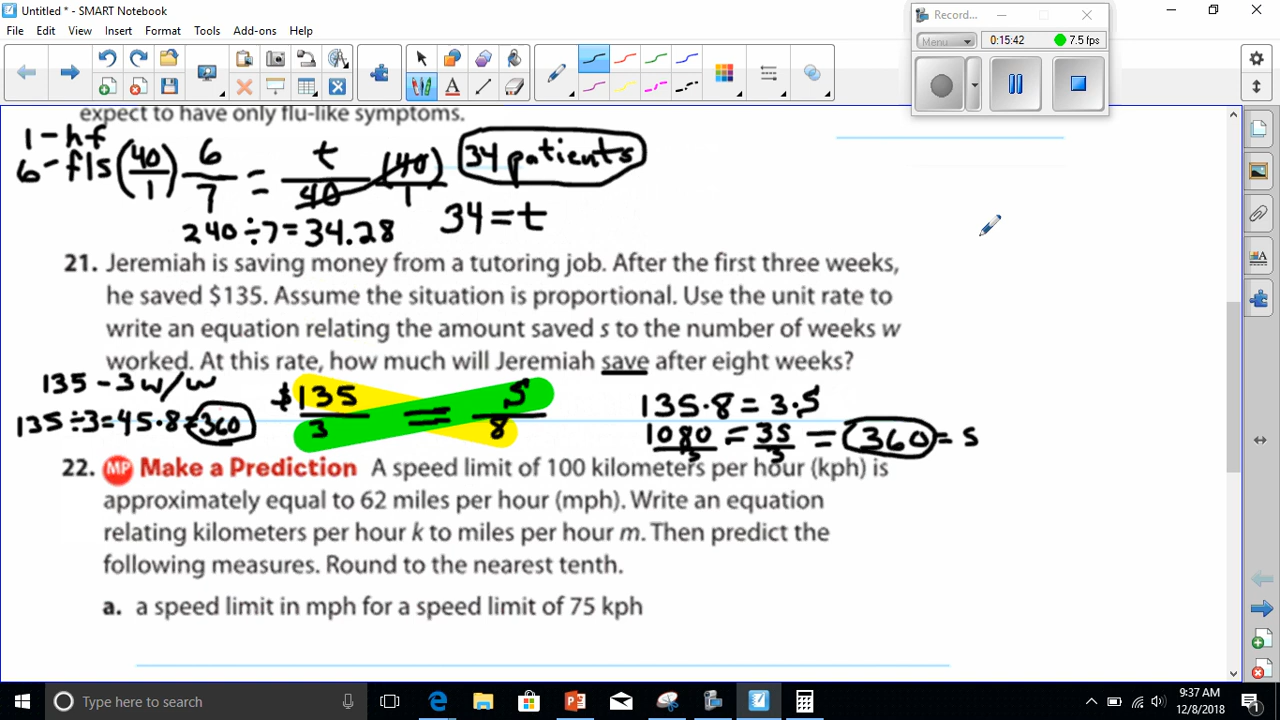 Untitled * - SMART Notebook
File Edit View Insert Format Tools Add-ons Help
Record...
Menu
0:15:42
7.5 fps
expect to have only flu-like symptoms.
1 - hf
6 - fls (40/1) 6/7 = t/40 (40)/1 34 patients
240÷7=34.28 34=t
21. Jeremiah is saving money from a tutoring job. After the first three weeks,
he saved $135. Assume the situation is proportional. Use the unit rate to
write an equation relating the amount saved s to the number of weeks w
worked. At this rate, how much will Jeremiah save after eight weeks?
135 - 3 w/w
135÷3=45·8=360
$135/3 = s/8
135·8=3·s
1080/3 = 3s/3 = 360 = s
22. MP Make a Prediction A speed limit of 100 kilometers per hour (kph) is
approximately equal to 62 miles per hour (mph). Write an equation
relating kilometers per hour k to miles per hour m. Then predict the
following measures. Round to the nearest tenth.
a. a speed limit in mph for a speed limit of 75 kph
Type here to search
9:37 AM
12/8/2018
1